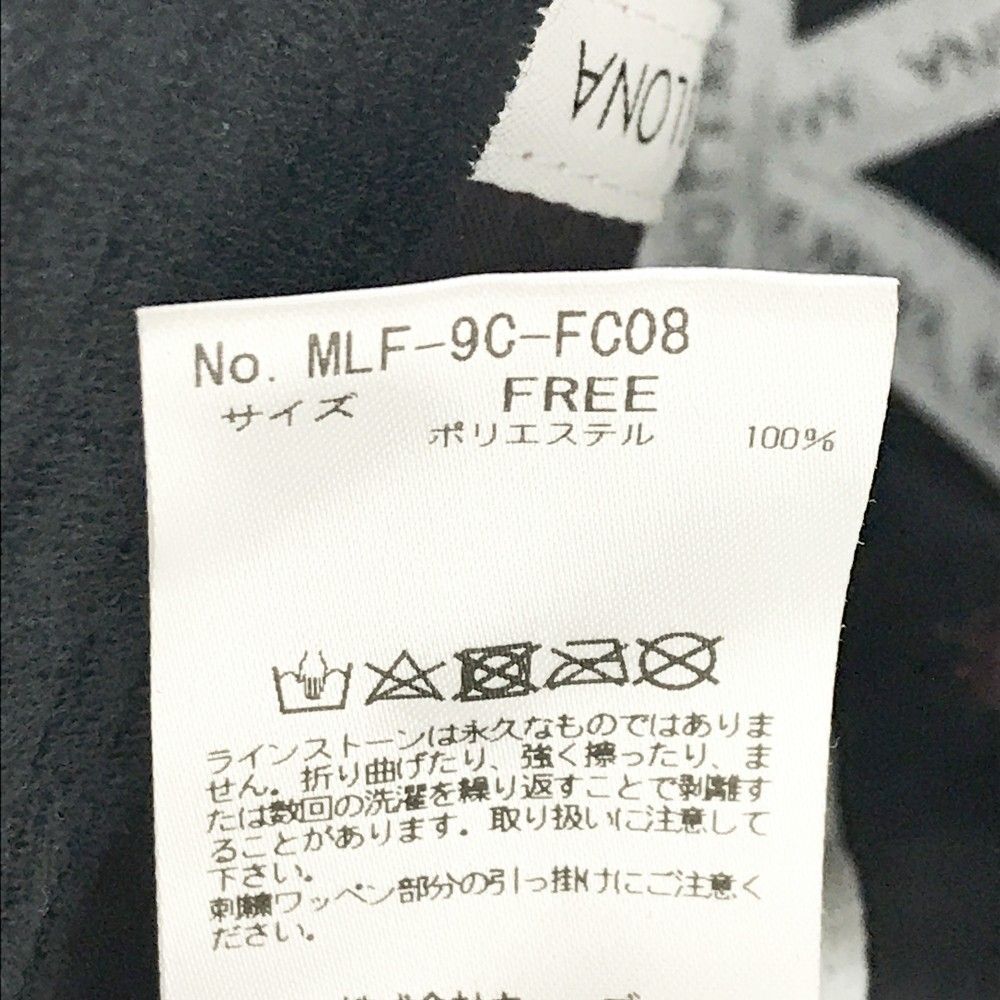 LLONA
No. MLF-9C-FC08
サイズ FREE
ポリエステル 100%
ラインストーンは永久なものではありま
せん。折り曲げたり、強く擦ったり、ま
たは数回の洗濯を繰り返すことで剥離す
ることがあります。取り扱いに注意して
下さい。
刺繍ワッペン部分の引っ掛けにご注意く
ださい。